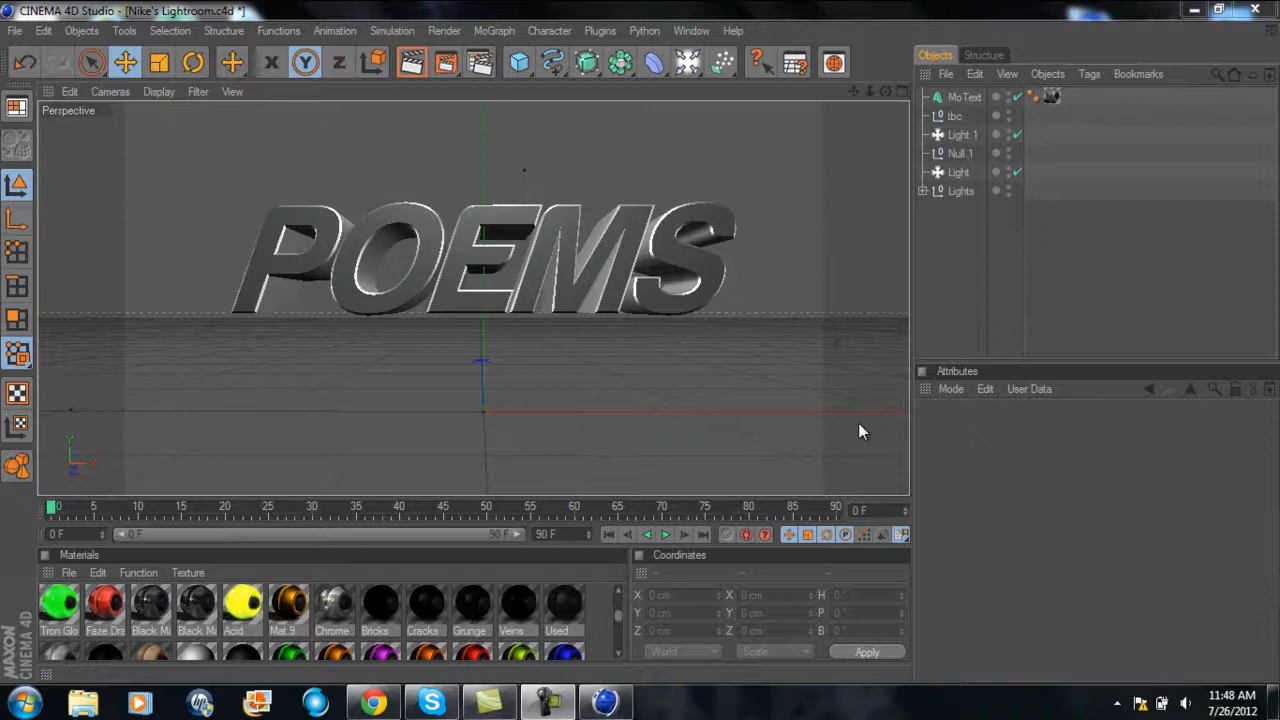 CINEMA 4D Studio - [Nike's Lightroom.c4d *]
File Edit Objects Tools Selection Structure Functions Animation Simulation Render MoGraph Character Plugins Python Window Help
X Y Z
Edit Cameras Display Filter View
Perspective
POEMS
Y
X
Z
0 5 10 15 20 25 30 35 40 45 50 55 60 65 70 75 80 85 90 0 F
0 F 0 F 90 F 90 F
Materials
File Edit Function Texture
Tron Glo Faze Dra Black Ma Black Ma Acid Mat.9 Chrome Bricks Cracks Grunge Veins Used
Coordinates
-- -- --
X 0 cm X 0 cm H 0 °
Y 0 cm Y 0 cm P 0 °
Z 0 cm Z 0 cm B 0 °
World Scale Apply
Objects Structure
File Edit View Objects Tags Bookmarks
MoText
tbc
Light.1
Null.1
Light
Lights
Attributes
Mode Edit User Data
MAXON
CINEMA 4D
11:48 AM
7/26/2012